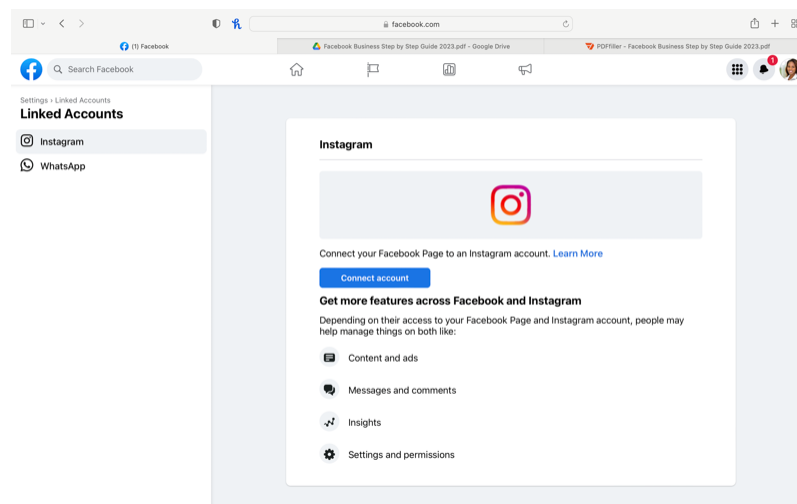 facebook.com
(1) Facebook
Facebook Business Step by Step Guide 2023.pdf - Google Drive
PDFfiller - Facebook Business Step by Step Guide 2023.pdf
Search Facebook
1
Settings › Linked Accounts
Linked Accounts
Instagram
WhatsApp
Instagram
Connect your Facebook Page to an Instagram account. Learn More
Connect account
Get more features across Facebook and Instagram
Depending on their access to your Facebook Page and Instagram account, people may
help manage things on both like:
Content and ads
Messages and comments
Insights
Settings and permissions